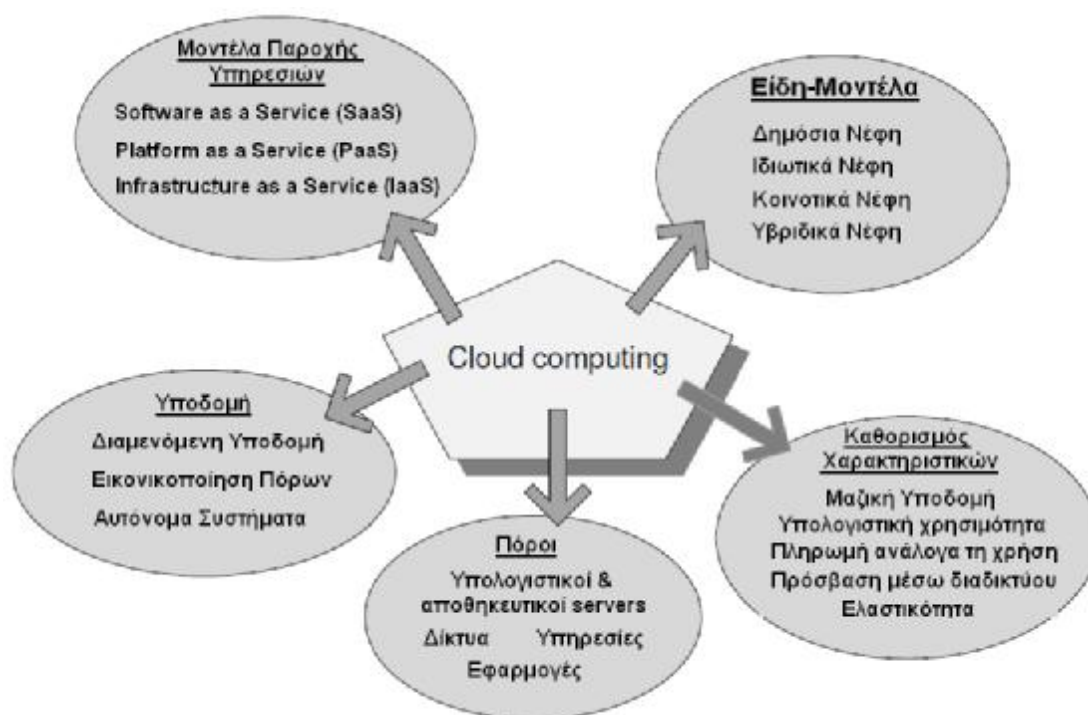 Μοντέλα Παροχής
Υπηρεσιών
Software as a Service (SaaS)
Platform as a Service (PaaS)
Infrastructure as a Service (IaaS)
Είδη-Μοντέλα
Δημόσια Νέφη
Ιδιωτικά Νέφη
Κοινοτικά Νέφη
Υβριδικά Νέφη
Cloud computing
Υποδομή
Διαμενόμενη Υποδομή
Εικονικοποίηση Πόρων
Αυτόνομα Συστήματα
Πόροι
Υπολογιστικοί &
αποθηκευτικοί servers
Δίκτυα Υπηρεσίες
Εφαρμογές
Καθορισμός
Χαρακτηριστικών
Μαζική Υποδομή
Υπολογιστική χρησιμότητα
Πληρωμή ανάλογα τη χρήση
Πρόσβαση μέσω διαδικτύου
Ελαστικότητα